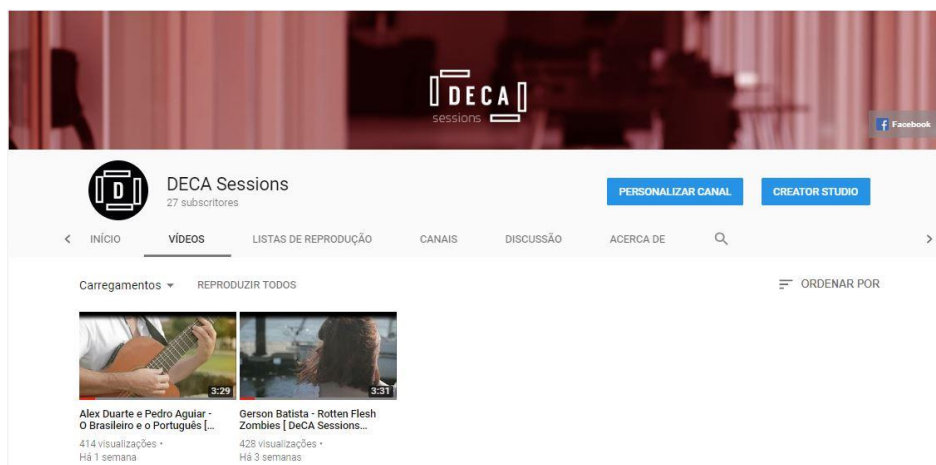 DECA
sessions
Facebook
D
DECA Sessions
27 subscritores
PERSONALIZAR CANAL
CREATOR STUDIO
INÍCIO
VÍDEOS
LISTAS DE REPRODUÇÃO
CANAIS
DISCUSSÃO
ACERCA DE
Carregamentos
REPRODUZIR TODOS
ORDENAR POR
3:29
3:31
Alex Duarte e Pedro Aguiar -
O Brasileiro e o Português [...
414 visualizações •
Há 1 semana
Gerson Batista - Rotten Flesh
Zombies [ DeCA Sessions...
428 visualizações •
Há 3 semanas